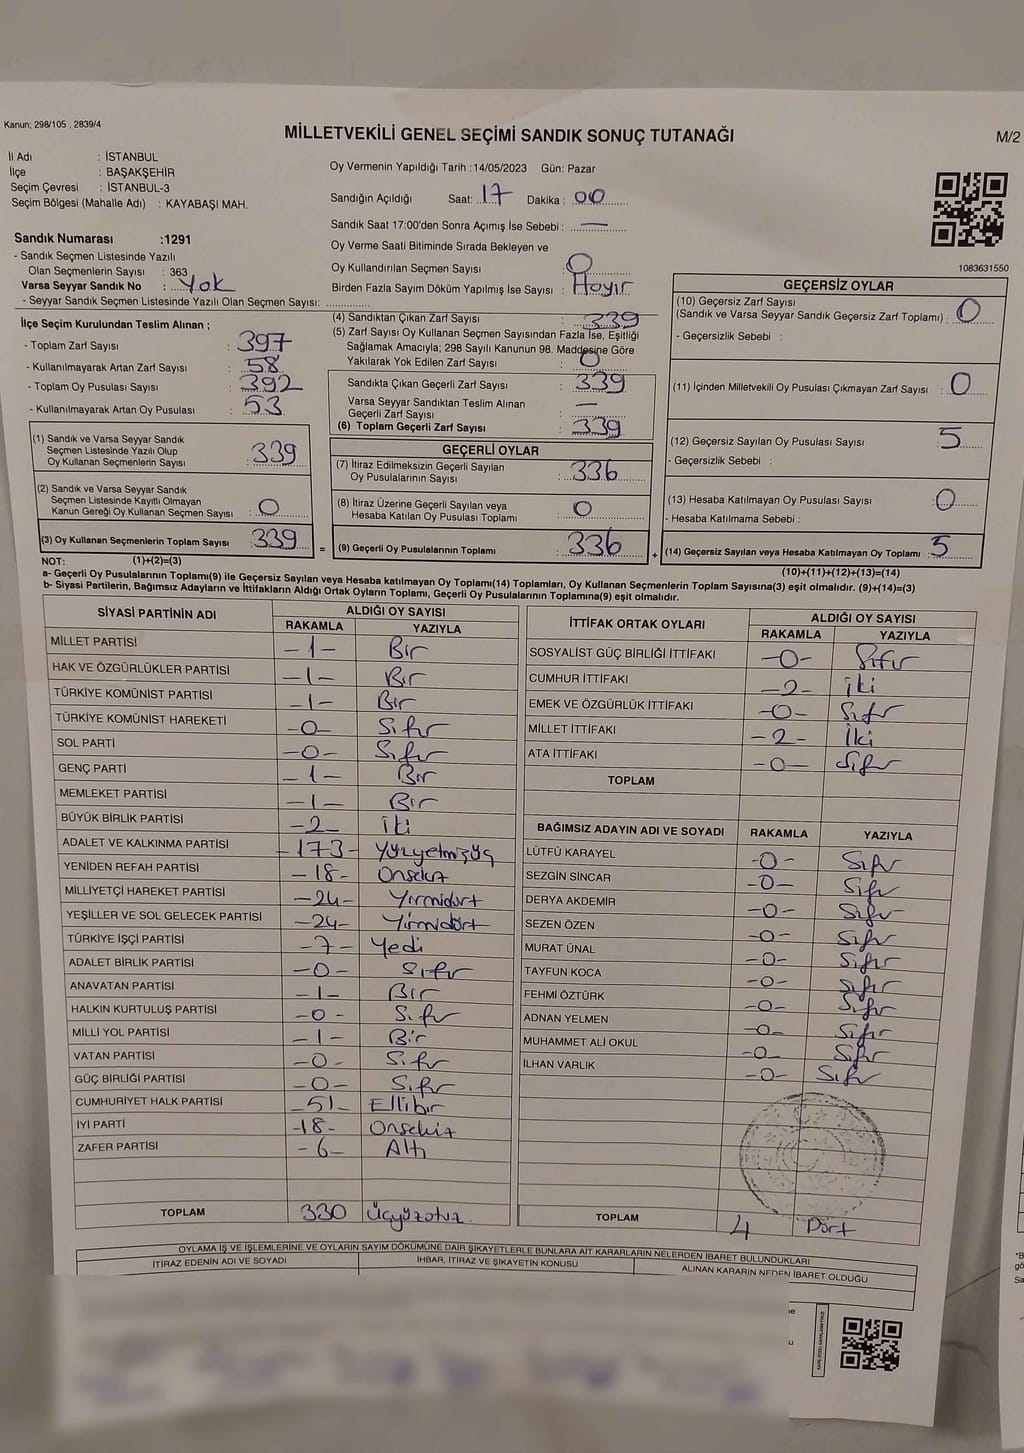 Kanun; 298/105 , 2839/4
MİLLETVEKİLİ GENEL SEÇİMİ SANDIK SONUÇ TUTANAĞI
M/2
İl Adı : İSTANBUL
İlçe : BAŞAKŞEHİR
Seçim Çevresi : İSTANBUL-3
Seçim Bölgesi (Mahalle Adı) : KAYABAŞI MAH.
Oy Vermenin Yapıldığı Tarih : 14/05/2023 Gün: Pazar
Sandığın Açıldığı Saat: 17 Dakika : 00
Sandık Saat 17:00'den Sonra Açımış İse Sebebi : —
Oy Verme Saati Bitiminde Sırada Bekleyen ve
Oy Kullandırılan Seçmen Sayısı : 0
Birden Fazla Sayım Döküm Yapılmış İse Sayısı : Hayır
1083631550
Sandık Numarası :1291
- Sandık Seçmen Listesinde Yazılı
Olan Seçmenlerin Sayısı : 363
Varsa Seyyar Sandık No : Yok
- Seyyar Sandık Seçmen Listesinde Yazılı Olan Seçmen Sayısı:
İlçe Seçim Kurulundan Teslim Alınan ;
- Toplam Zarf Sayısı : 397
- Kullanılmayarak Artan Zarf Sayısı : 58
- Toplam Oy Pusulası Sayısı : 392
- Kullanılmayarak Artan Oy Pusulası : 53
(1) Sandık ve Varsa Seyyar Sandık
Seçmen Listesinde Yazılı Olup
Oy Kullanan Seçmenlerin Sayısı : 339
(2) Sandık ve Varsa Seyyar Sandık
Seçmen Listesinde Kayıtlı Olmayan
Kanun Gereği Oy Kullanan Seçmen Sayısı : 0
(3) Oy Kullanan Seçmenlerin Toplam Sayısı : 339
(1)+(2)=(3)
(4) Sandıktan Çıkan Zarf Sayısı : 339
(5) Zarf Sayısı Oy Kullanan Seçmen Sayısından Fazla İse, Eşitliği
Sağlamak Amacıyla; 298 Sayılı Kanunun 98. Maddesine Göre
Yakılarak Yok Edilen Zarf Sayısı : 0
Sandıkta Çıkan Geçerli Zarf Sayısı : 339
Varsa Seyyar Sandıktan Teslim Alınan
Geçerli Zarf Sayısı : —
(6) Toplam Geçerli Zarf Sayısı : 339
GEÇERLİ OYLAR
(7) İtiraz Edilmeksizin Geçerli Sayılan
Oy Pusulalarının Sayısı : 336
(8) İtiraz Üzerine Geçerli Sayılan veya
Hesaba Katılan Oy Pusulası Toplamı : 0
= (9) Geçerli Oy Pusulalarının Toplamı : 336
GEÇERSİZ OYLAR
(10) Geçersiz Zarf Sayısı
(Sandık ve Varsa Seyyar Sandık Geçersiz Zarf Toplamı) : 0
- Geçersizlik Sebebi :
(11) İçinden Milletvekili Oy Pusulası Çıkmayan Zarf Sayısı : 0
(12) Geçersiz Sayılan Oy Pusulası Sayısı : 5
- Geçersizlik Sebebi :
(13) Hesaba Katılmayan Oy Pusulası Sayısı : 0
- Hesaba Katılmama Sebebi :
+ (14) Geçersiz Sayılan veya Hesaba Katılmayan Oy Toplamı : 5
(10)+(11)+(12)+(13)=(14)
NOT:
a- Geçerli Oy Pusulalarının Toplamı(9) ile Geçersiz Sayılan veya Hesaba katılmayan Oy Toplamı(14) Toplamları, Oy Kullanan Seçmenlerin Toplam Sayısına(3) eşit olmalıdır. (9)+(14)=(3)
b- Siyasi Partilerin, Bağımsız Adayların ve İttifakların Aldığı Ortak Oyların Toplamı, Geçerli Oy Pusulalarının Toplamına(9) eşit olmalıdır.
SİYASİ PARTİNİN ADI ALDIĞI OY SAYISI
RAKAMLA YAZIYLA
MİLLET PARTİSİ -1- Bir
HAK VE ÖZGÜRLÜKLER PARTİSİ -1- Bir
TÜRKİYE KOMÜNİST PARTİSİ -1- Bir
TÜRKİYE KOMÜNİST HAREKETİ -0- Sıfır
SOL PARTİ -0- Sıfır
GENÇ PARTİ -1- Bir
MEMLEKET PARTİSİ -1- Bir
BÜYÜK BİRLİK PARTİSİ -2- İki
ADALET VE KALKINMA PARTİSİ -173- Yüzyetmişüç
YENİDEN REFAH PARTİSİ -18- Onsekiz
MİLLİYETÇİ HAREKET PARTİSİ -24- Yirmidört
YEŞİLLER VE SOL GELECEK PARTİSİ -24- Yirmidört
TÜRKİYE İŞÇİ PARTİSİ -7- Yedi
ADALET BİRLİK PARTİSİ -0- Sıfır
ANAVATAN PARTİSİ -1- Bir
HALKIN KURTULUŞ PARTİSİ -0- Sıfır
MİLLİ YOL PARTİSİ -1- Bir
VATAN PARTİSİ -0- Sıfır
GÜÇ BİRLİĞİ PARTİSİ -0- Sıfır
CUMHURİYET HALK PARTİSİ -51- Ellibir
İYİ PARTİ -18- Onsekiz
ZAFER PARTİSİ -6- Altı
TOPLAM 330 Üçyüzotuz
İTTİFAK ORTAK OYLARI ALDIĞI OY SAYISI
RAKAMLA YAZIYLA
SOSYALİST GÜÇ BİRLİĞİ İTTİFAKI -0- Sıfır
CUMHUR İTTİFAKI -2- İki
EMEK VE ÖZGÜRLÜK İTTİFAKI -0- Sıfır
MİLLET İTTİFAKI -2- İki
ATA İTTİFAKI -0- Sıfır
TOPLAM
BAĞIMSIZ ADAYIN ADI VE SOYADI RAKAMLA YAZIYLA
LÜTFÜ KARAYEL -0- Sıfır
SEZGİN SİNCAR -0- Sıfır
DERYA AKDEMİR -0- Sıfır
SEZEN ÖZEN -0- Sıfır
MURAT ÜNAL -0- Sıfır
TAYFUN KOCA -0- Sıfır
FEHMİ ÖZTÜRK -0- Sıfır
ADNAN YELMEN -0- Sıfır
MUHAMMET ALİ OKUL -0- Sıfır
İLHAN VARLIK -0- Sıfır
TOPLAM 4 Dört
OYLAMA İŞ VE İŞLEMLERİNE VE OYLARIN SAYIM DÖKÜMÜNE DAİR ŞİKAYETLERLE BUNLARA AİT KARARLARIN NELERDEN İBARET BULUNDUKLARI
İTİRAZ EDENİN ADI VE SOYADI İHBAR, İTİRAZ VE ŞİKAYETİN KONUSU ALINAN KARARIN NEDEN İBARET OLDUĞU